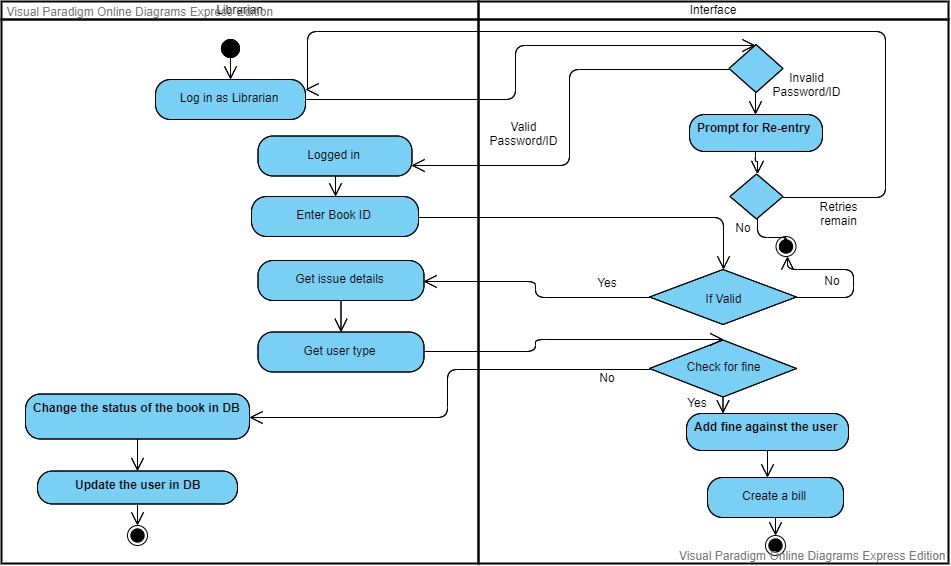 Visual Paradigm Online Diagrams Express Edition
Librarian
Interface
Log in as Librarian
Invalid
Password/ID
Valid
Password/ID
Prompt for Re-entry
Logged in
Retries
remain
Enter Book ID
No
Get issue details
Yes
No
If Valid
Get user type
Check for fine
No
Yes
Change the status of the book in DB
Add fine against the user
Update the user in DB
Create a bill
Visual Paradigm Online Diagrams Express Edition